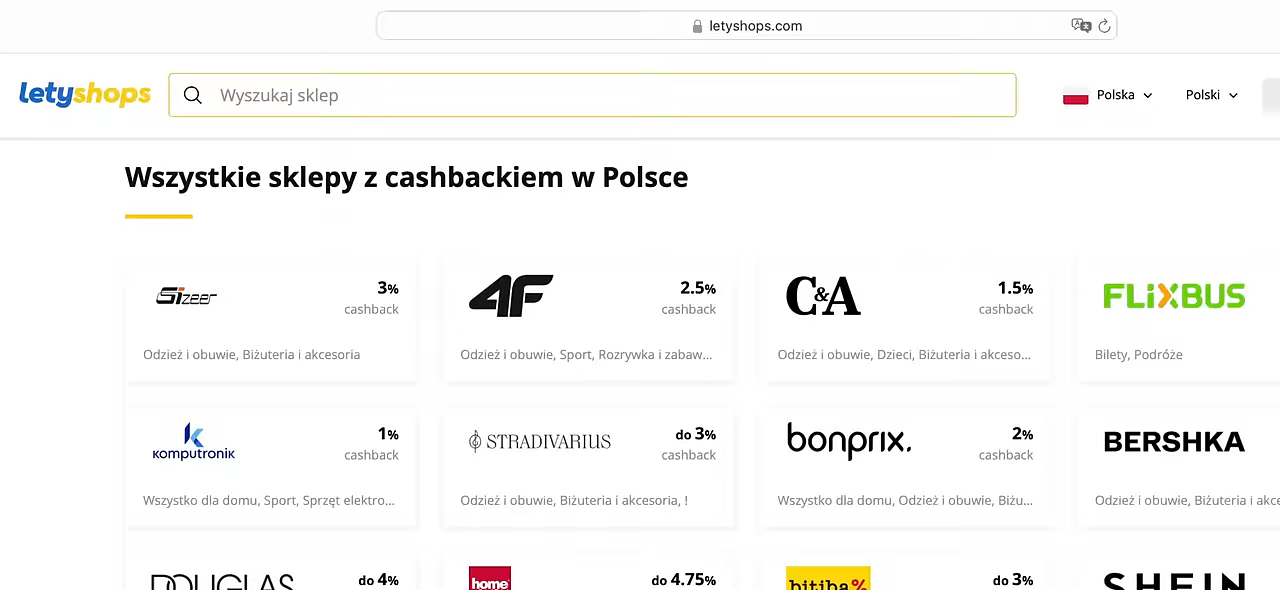 letyshops.com
letyshops
Wyszukaj sklep
Polska
Polski
Wszystkie sklepy z cashbackiem w Polsce
Sizeer
3%
cashback
Odzież i obuwie, Biżuteria i akcesoria
4F
2.5%
cashback
Odzież i obuwie, Sport, Rozrywka i zabaw...
C&A
1.5%
cashback
Odzież i obuwie, Dzieci, Biżuteria i akceso...
FLiXBUS
Bilety, Podróże
komputronik
1%
cashback
Wszystko dla domu, Sport, Sprzęt elektro...
STRADIVARIUS
do 3%
cashback
Odzież i obuwie, Biżuteria i akcesoria, !
bonprix.
2%
cashback
Wszystko dla domu, Odzież i obuwie, Biżu...
BERSHKA
Odzież i obuwie, Biżuteria i akce
DOUGLAS
do 4%
home
do 4.75%
bitiba%
do 3%
SHEIN